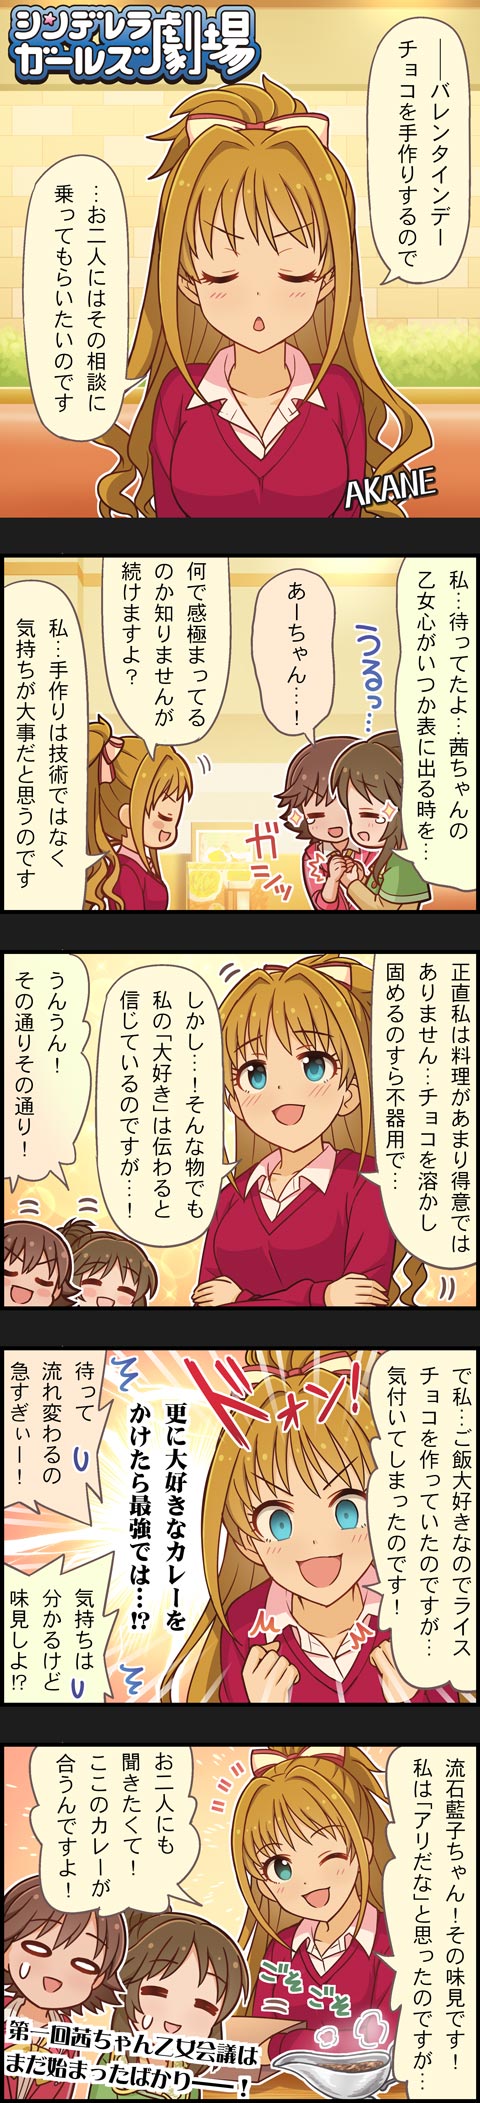 シンデレラ
ガールズ劇場
――バレンタインデー
チョコを手作りするので
…お二人にはその相談に
乗ってもらいたいのです
AKANE
私…待ってたよ…茜ちゃんの
乙女心がいつか表に出る時を…
うるっ…
あーちゃん…！
ガシッ
何で感極まってる
のか知りませんが
続けますよ？
私…手作りは技術ではなく
気持ちが大事だと思うのです
正直私は料理があまり得意では
ありません…チョコを溶かし
固めるのすら不器用で…
しかし…！そんな物でも
私の「大好き」は伝わると
信じているのですが…！
うんうん！
その通りその通り！
で私…ご飯大好きなのでライス
チョコを作っていたのですが…
気付いてしまったのです！
ドォン！
更に大好きなカレーを
かけたら最強では…!?
待って
流れ変わるの
急すぎぃー！
気持ちは
分かるけど
味見しよ!?
流石藍子ちゃん！その味見です！
私は「アリだな」と思ったのですが…
お二人にも
聞きたくて！
ここのカレーが
合うんですよ！
ごそごそ
第一回茜ちゃん乙女会議は
まだ始まったばかり――！